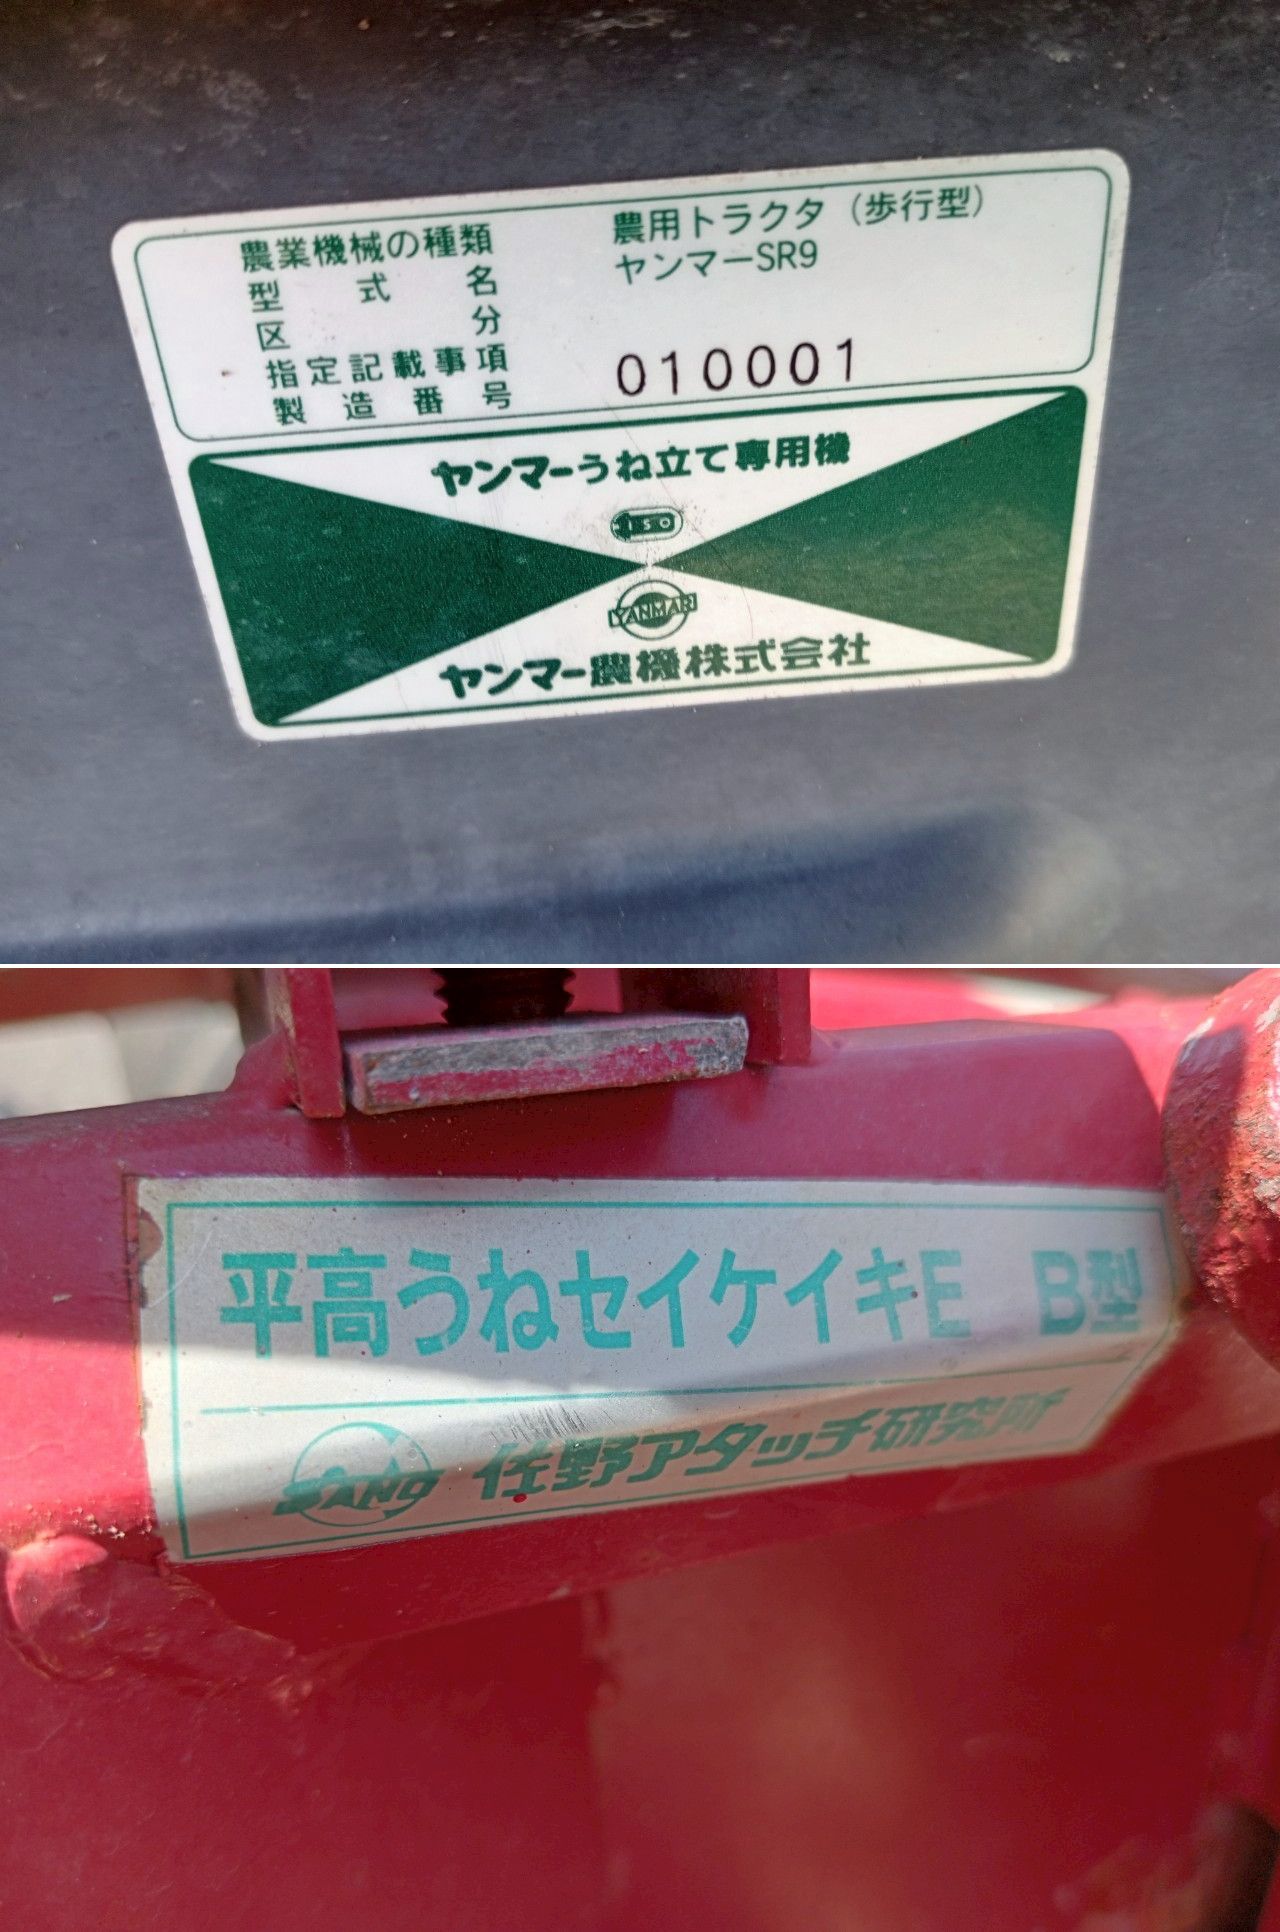 農業機械の種類 農用トラクタ（歩行型）
型式名 ヤンマーSR9
区分
指定記載事項
製造番号 010001
ヤンマーうね立て専用機
ISO
YANMAR
ヤンマー農機株式会社
平高うねセイケイキE B型
SANO 佐野アタッチ研究所